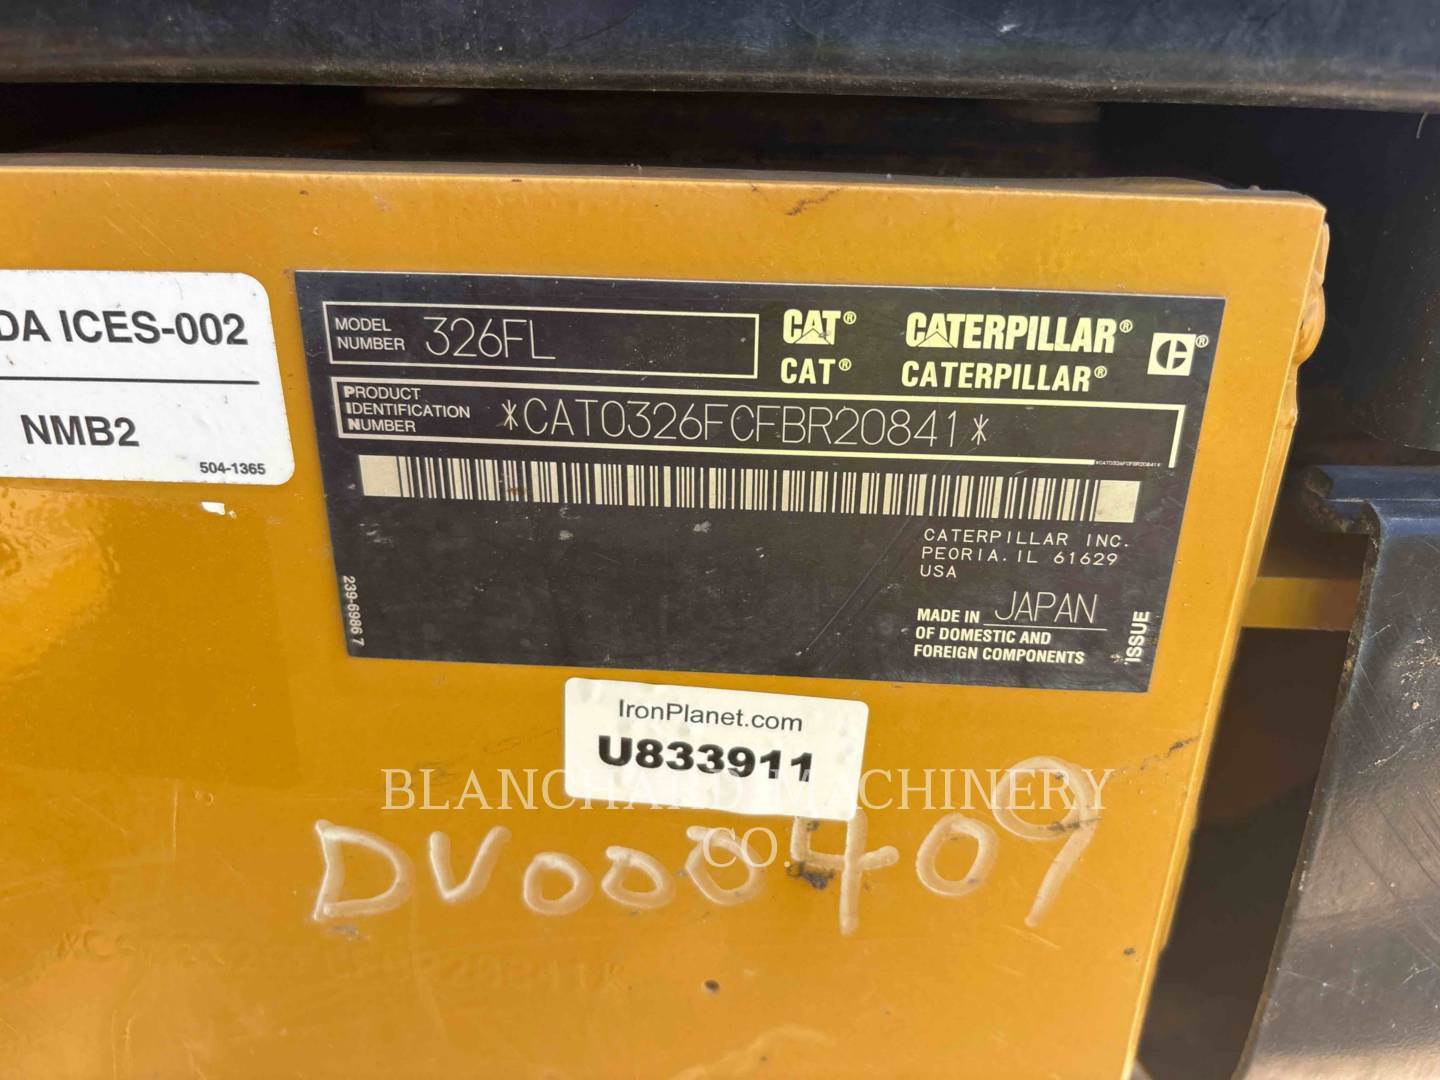 DA ICES-002
NMB2
504-1365
MODEL NUMBER 326FL
CAT® CATERPILLAR®
CAT® CATERPILLAR®
PRODUCT IDENTIFICATION NUMBER *CAT0326FCFBR20841*
*CAT0326FCFBR20841*
CATERPILLAR INC.
PEORIA. IL 61629
USA
MADE IN JAPAN
OF DOMESTIC AND
FOREIGN COMPONENTS
239-6986 7
ISSUE
IronPlanet.com
U833911
BLANCHARD MACHINERY
CO.
DV000409